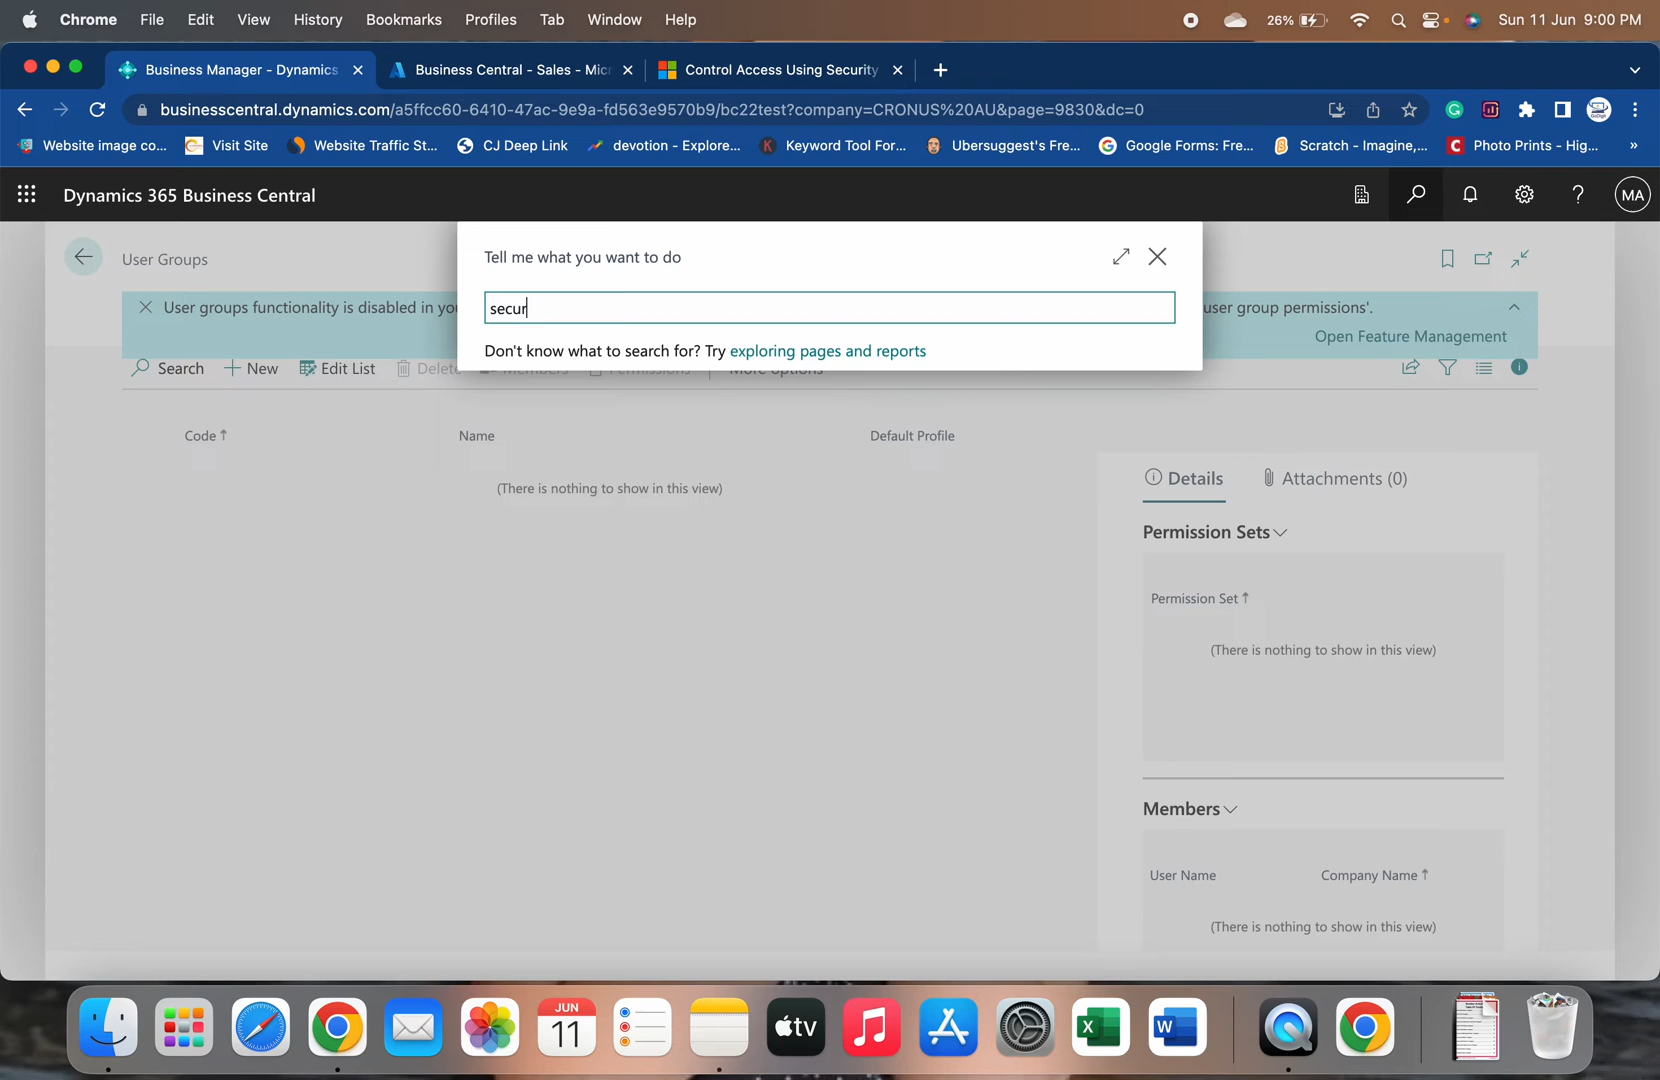 Chrome File Edit View History Bookmarks Profiles Tab Window Help 26% Sun 11 Jun 9:00 PM
Business Manager - Dynamics Business Central - Sales - Micr Control Access Using Security
businesscentral.dynamics.com/a5ffcc60-6410-47ac-9e9a-fd563e9570b9/bc22test?company=CRONUS%20AU&page=9830&dc=0
Website image co... Visit Site Website Traffic St... CJ Deep Link devotion - Explore... Keyword Tool For... Ubersuggest's Fre... Google Forms: Fre... Scratch - Imagine,... Photo Prints - Hig... »
Dynamics 365 Business Central MA
User Groups
Tell me what you want to do
User groups functionality is disabled in you
secur
user group permissions'.
Open Feature Management
Don't know what to search for? Try exploring pages and reports
Search New Edit List Delete Members Permissions More options
Code ↑ Name Default Profile
(There is nothing to show in this view)
Details Attachments (0)
Permission Sets
Permission Set ↑
(There is nothing to show in this view)
Members
User Name Company Name ↑
(There is nothing to show in this view)
JUN
11
tv
X
W